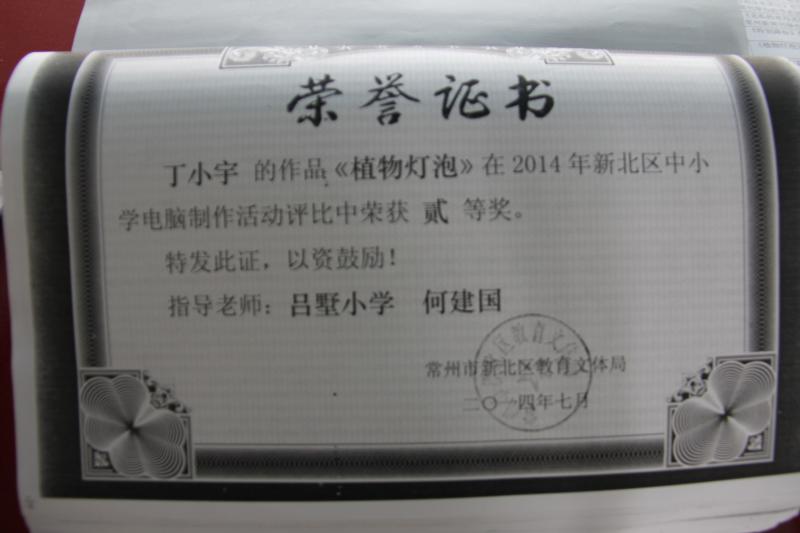 荣誉证书
丁小宇 的作品《植物灯泡》在 2014 年新北区中小
学电脑制作活动评比中荣获 贰 等奖。
特发此证，以资鼓励！
指导老师：吕墅小学 何建国
常州市新北区教育文体局
二〇一四年七月